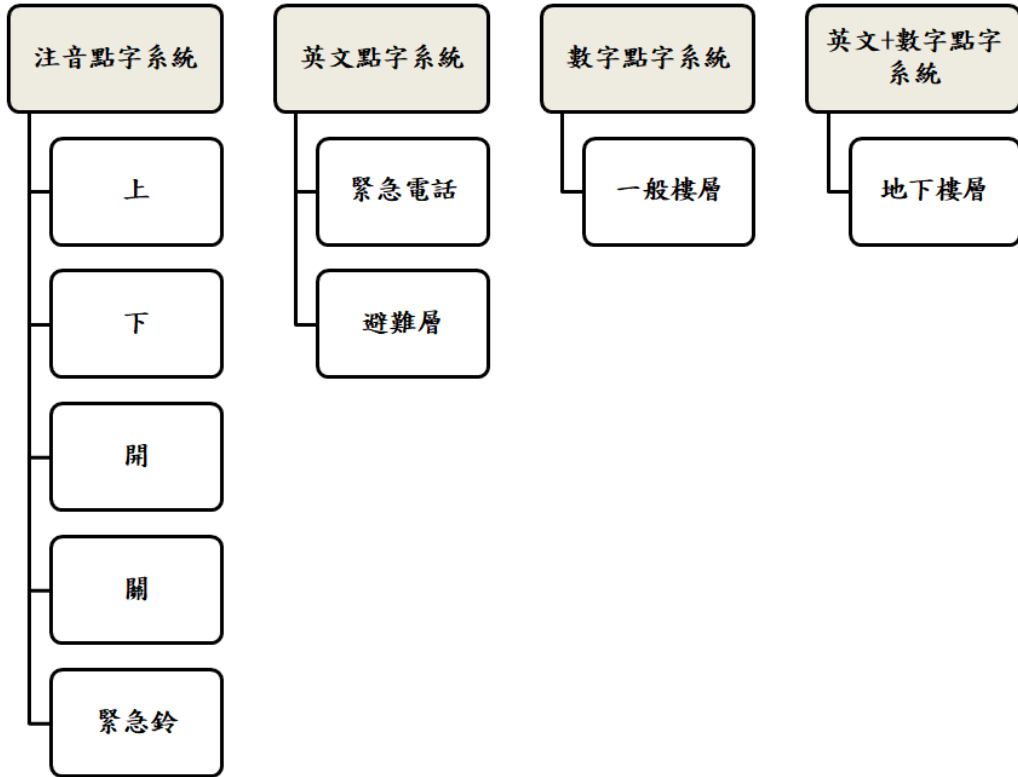 注音點字系統
上
下
開
關
緊急鈴
英文點字系統
緊急電話
避難層
數字點字系統
一般樓層
英文+數字點字
系統
地下樓層